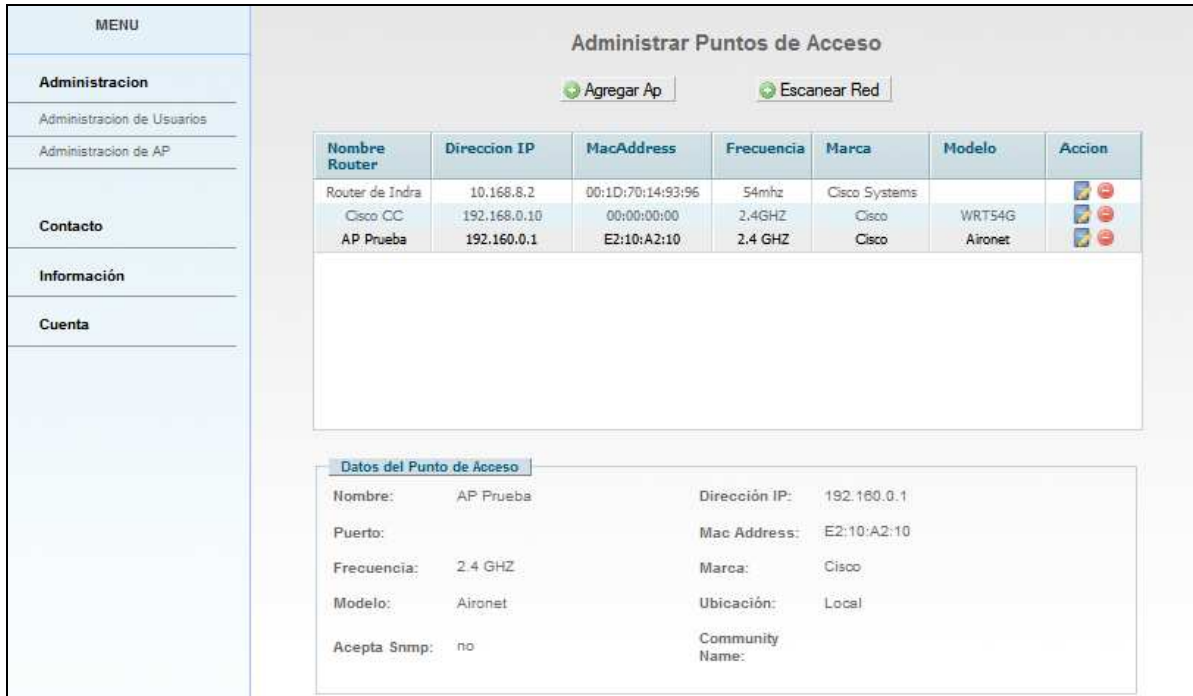 MENU
Administracion
Administracion de Usuarios
Administracion de AP
Contacto
Información
Cuenta
Administrar Puntos de Acceso
Agregar Ap Escanear Red
Nombre Router Direccion IP MacAddress Frecuencia Marca Modelo Accion
Router de Indra 10.168.8.2 00:1D:70:14:93:96 54mhz Cisco Systems
Cisco CC 192.168.0.10 00:00:00:00 2.4GHZ Cisco WRT54G
AP Prueba 192.160.0.1 E2:10:A2:10 2.4 GHZ Cisco Aironet
Datos del Punto de Acceso
Nombre: AP Prueba Dirección IP: 192.160.0.1
Puerto: Mac Address: E2:10:A2:10
Frecuencia: 2.4 GHZ Marca: Cisco
Modelo: Aironet Ubicación: Local
Acepta Snmp: no Community Name: